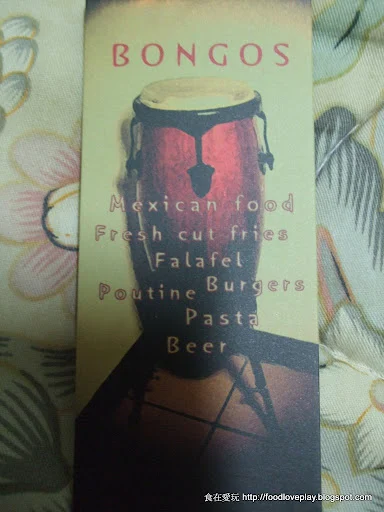 BONGOS
Mexican food
Fresh cut fries
Falafel
Poutine Burgers
Pasta
Beer
食在愛玩 http://foodloveplay.blogspot.com